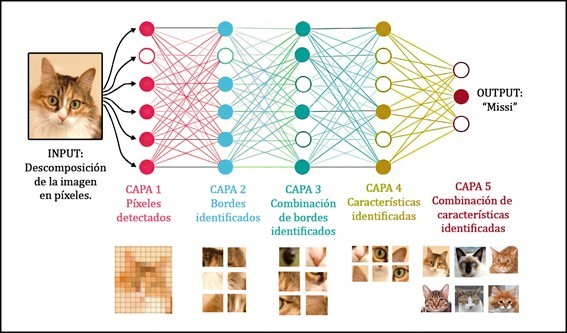 INPUT:
Descomposición
de la imagen
en píxeles.
OUTPUT:
“Missi”
CAPA 1
Píxeles
detectados
CAPA 2
Bordes
identificados
CAPA 3
Combinación
de bordes
identificados
CAPA 4
Características
identificadas
CAPA 5
Combinación de
características
identificadas